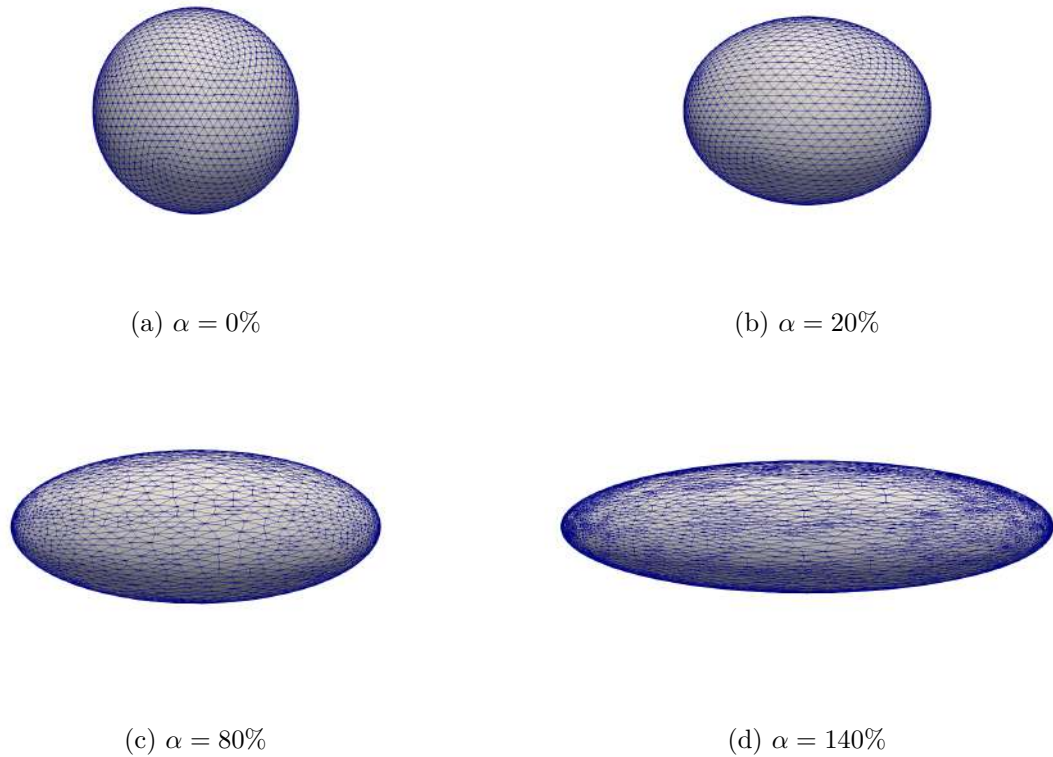 (a) α = 0%
(b) α = 20%
(c) α = 80%
(d) α = 140%